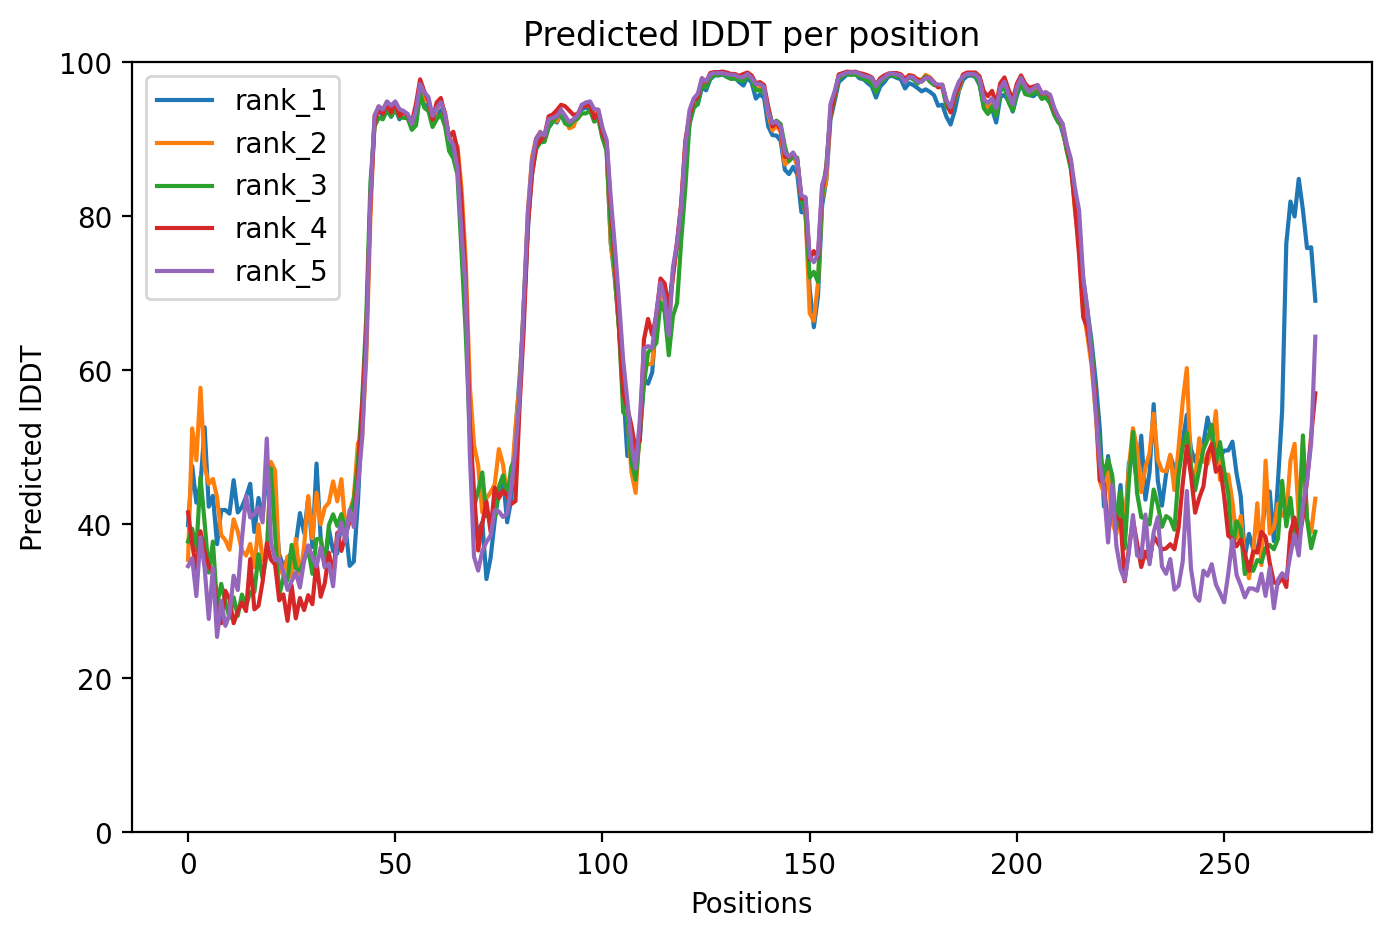 Predicted lDDT per position
100
80
60
40
20
0
Predicted lDDT
rank_1
rank_2
rank_3
rank_4
rank_5
0 50 100 150 200 250
Positions